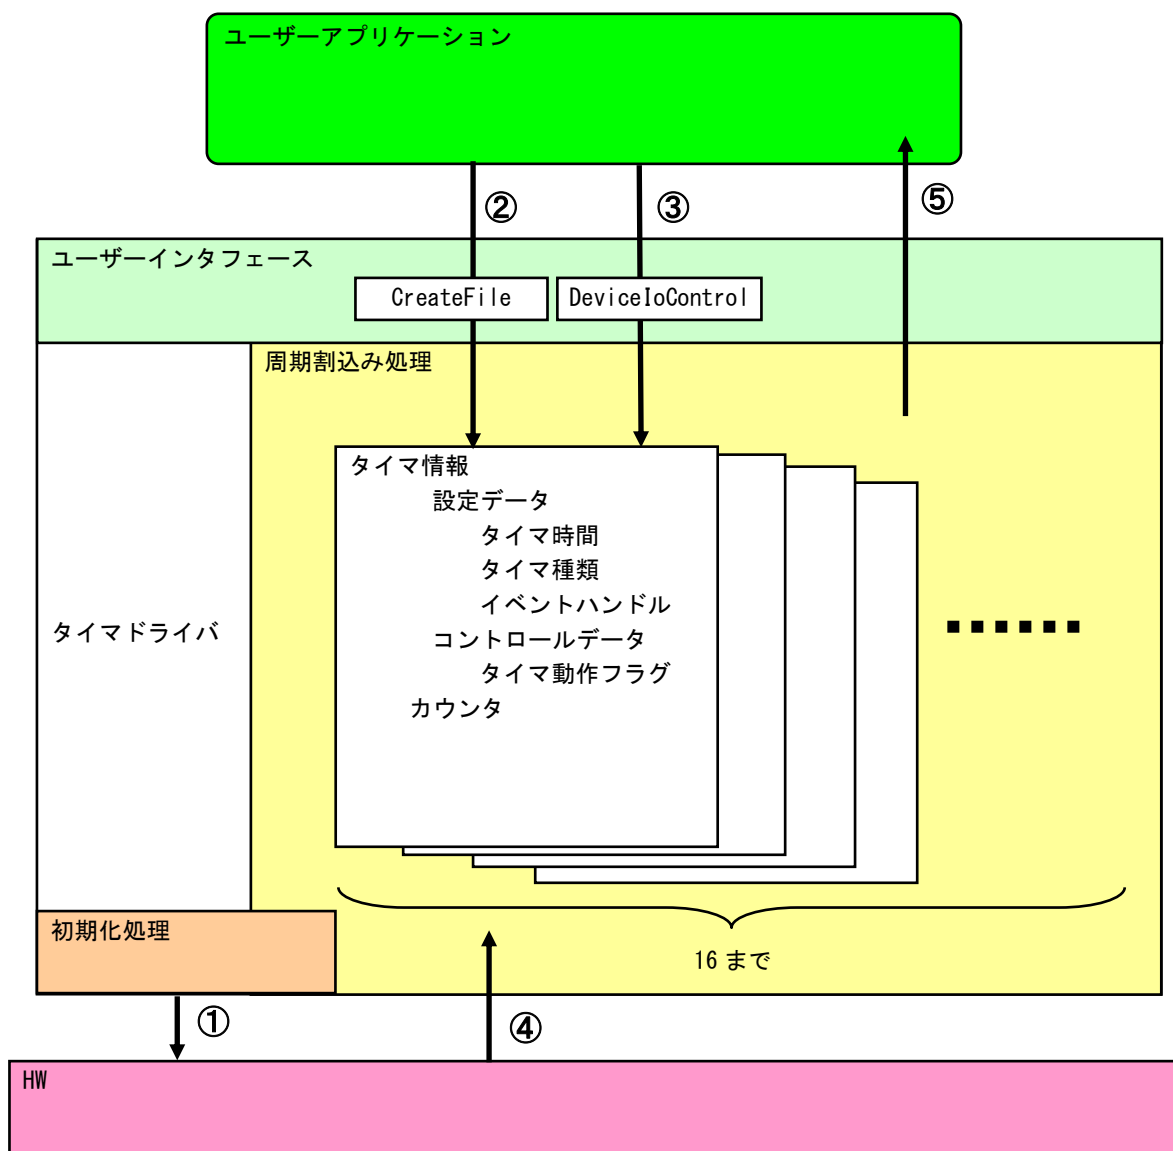 ユーザーアプリケーション
②
③
⑤
ユーザーインタフェース
CreateFile
DeviceIoControl
周期割込み処理
タイマ情報
設定データ
タイマ時間
タイマ種類
イベントハンドル
コントロールデータ
タイマ動作フラグ
カウンタ
タイマドライバ
初期化処理
16 まで
①
④
HW